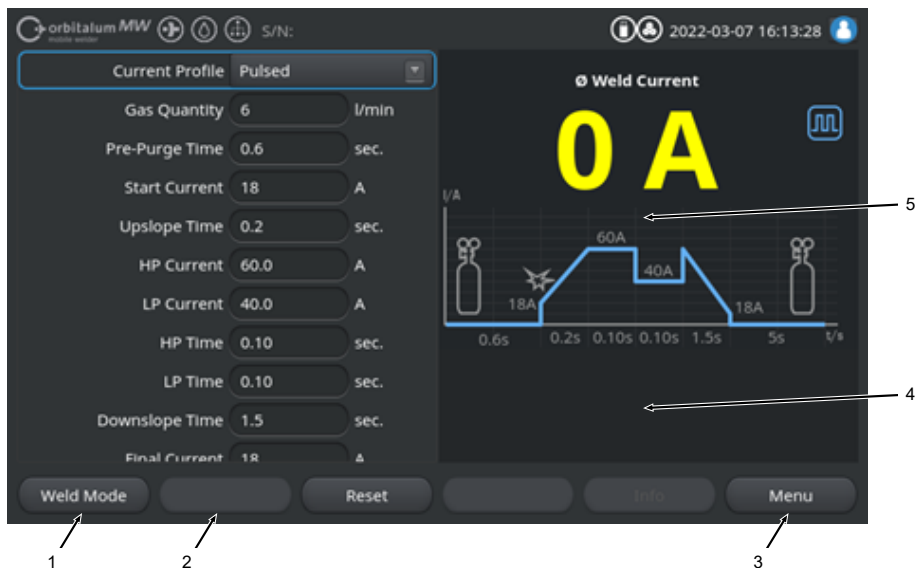 orbitalum MW S/N: 2022-03-07 16:13:28
mobile welder
Current Profile Pulsed
Gas Quantity 6 l/min
Pre-Purge Time 0.6 sec.
Start Current 18 A
Upslope Time 0.2 sec.
HP Current 60.0 A
LP Current 40.0 A
HP Time 0.10 sec.
LP Time 0.10 sec.
Downslope Time 1.5 sec.
Final Current 18 A
Ø Weld Current
0 A
I/A
60A
40A
18A
18A
0.6s 0.2s 0.10s 0.10s 1.5s 5s t/s
Weld Mode Reset Info Menu
5
4
1 2 3